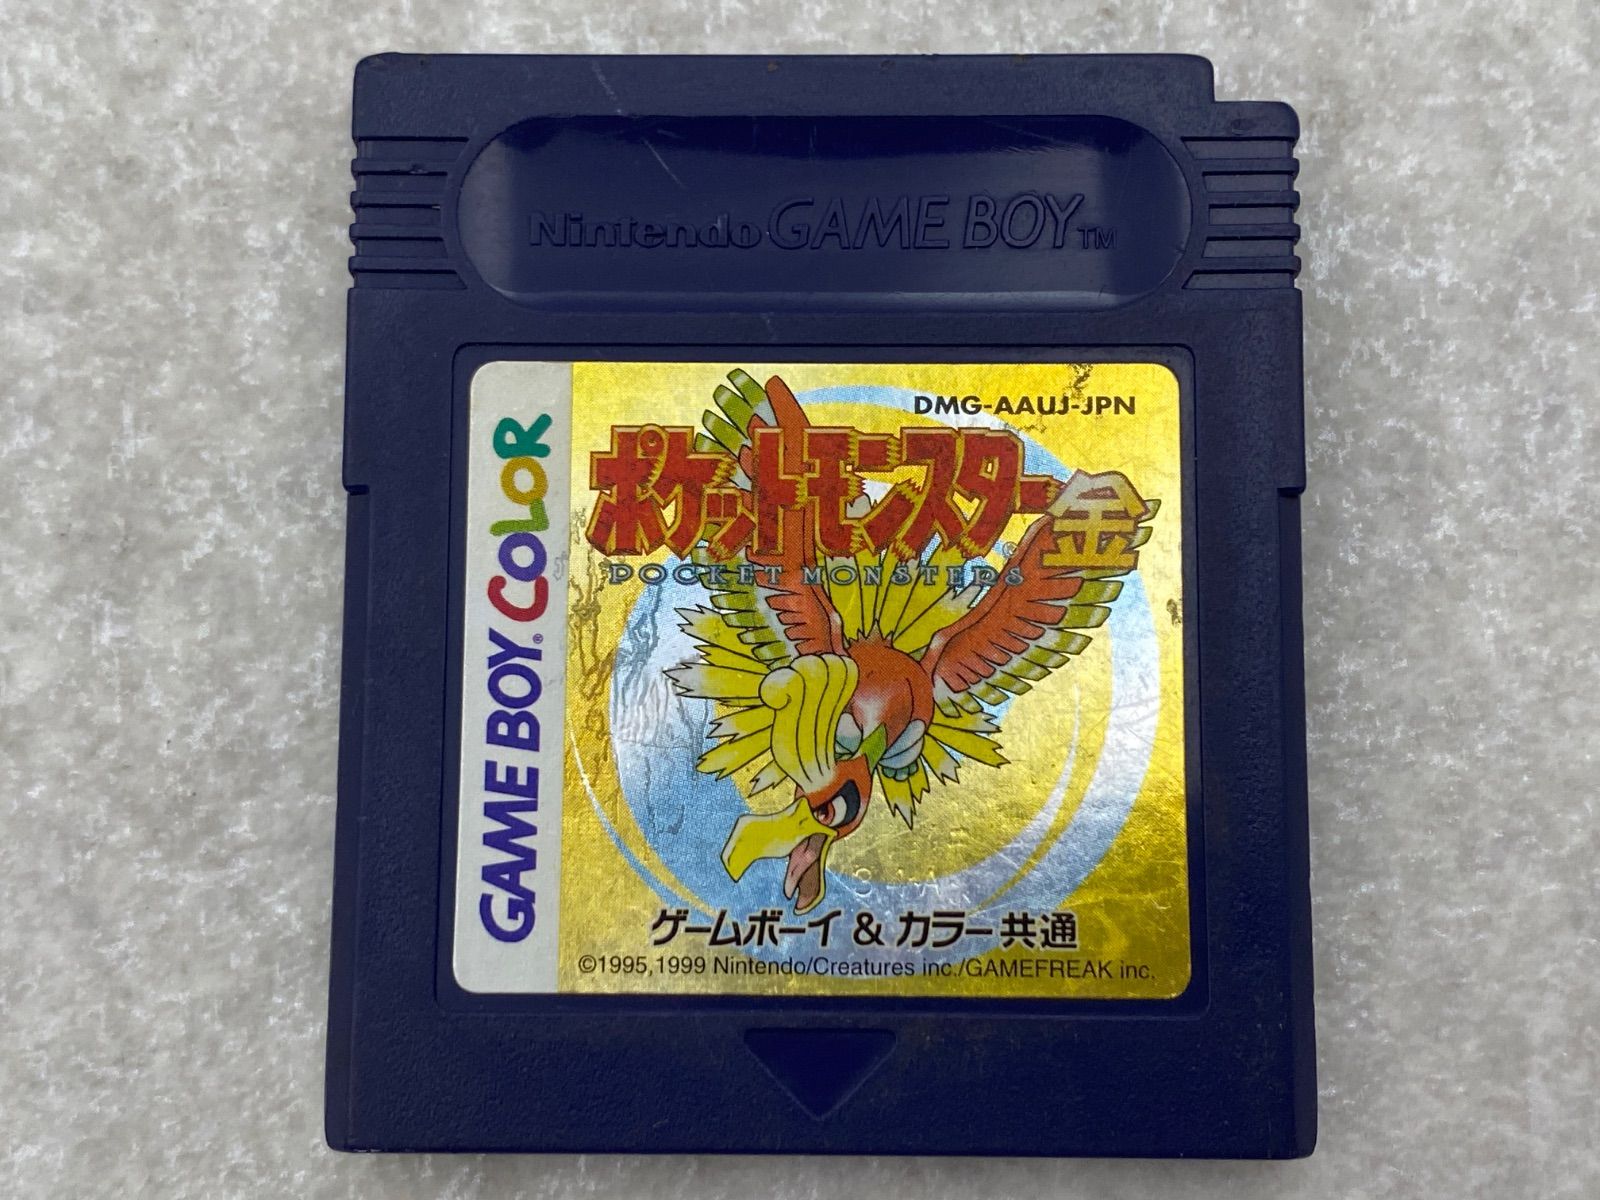 Nintendo GAME BOY™
GAME BOY® COLOR
DMG-AAUJ-JPN
ポケットモンスター金
POCKET MONSTERS
ゲームボーイ & カラー共通
©1995,1999 Nintendo/Creatures inc./GAMEFREAK inc.